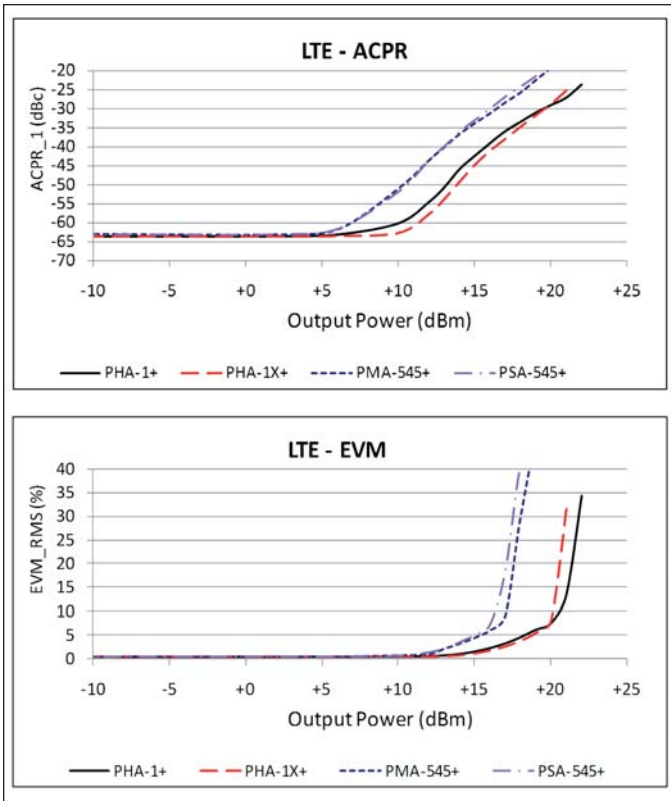 LTE - ACPR
ACPR_1 (dBc)
-20
-25
-30
-35
-40
-45
-50
-55
-60
-65
-70
-10 -5 +0 +5 +10 +15 +20 +25
Output Power (dBm)
PHA-1+ PHA-1X+ PMA-545+ PSA-545+
LTE - EVM
EVM_RMS (%)
40
35
30
25
20
15
10
5
0
-10 -5 +0 +5 +10 +15 +20 +25
Output Power (dBm)
PHA-1+ PHA-1X+ PMA-545+ PSA-545+